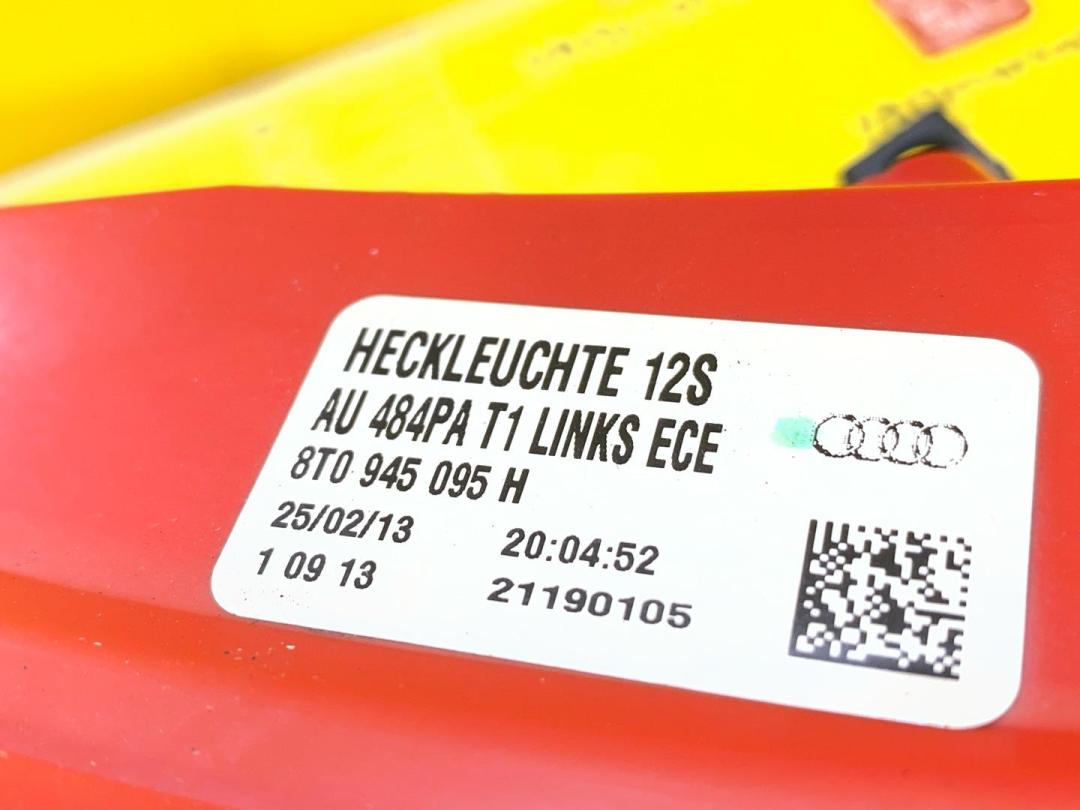 HECKLEUCHTE 12S
AU 484PA T1 LINKS ECE
8T0 945 095 H
25/02/13 20:04:52
1 09 13 21190105